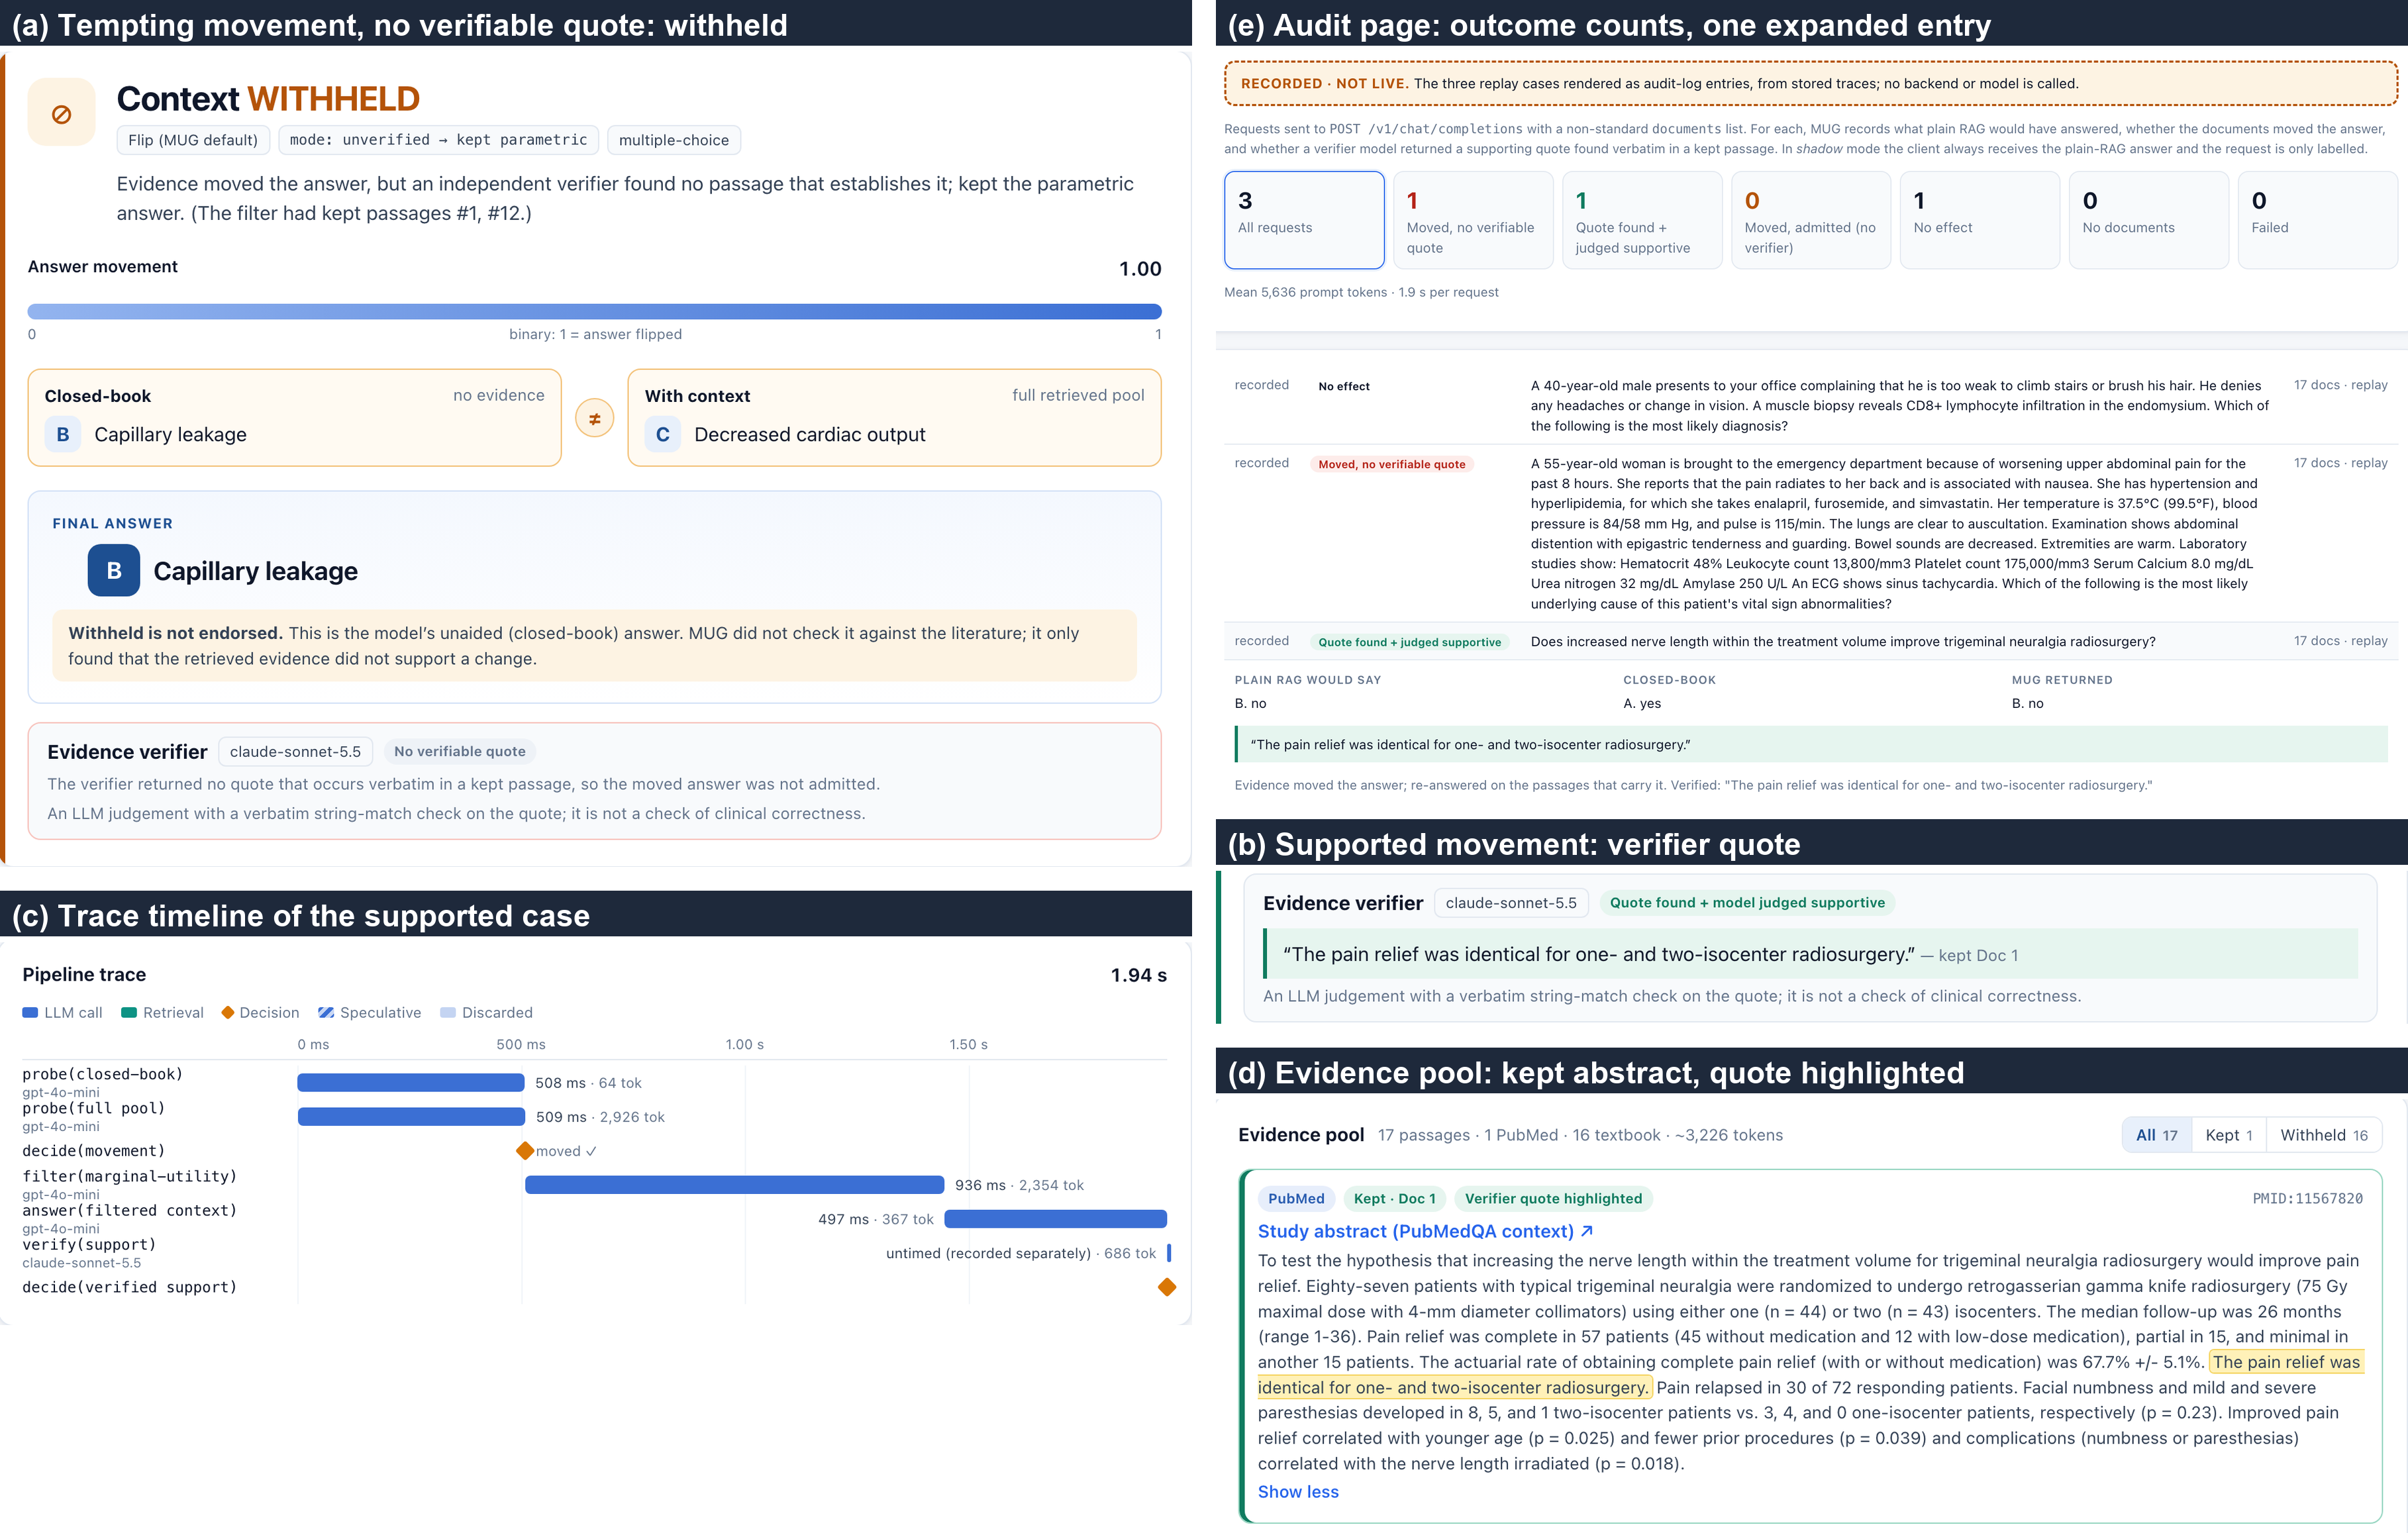 (a) Tempting movement, no verifiable quote: withheld
Context WITHHELD
Flip (MUG default)
mode: unverified → kept parametric
multiple-choice
Evidence moved the answer, but an independent verifier found no passage that establishes it; kept the parametric
answer. (The filter had kept passages #1, #12.)
Answer movement
1.00
0
binary: 1 = answer flipped
1
Closed-book
no evidence
B Capillary leakage
≠
With context
full retrieved pool
C Decreased cardiac output
FINAL ANSWER
B Capillary leakage
Withheld is not endorsed. This is the model’s unaided (closed-book) answer. MUG did not check it against the literature; it only
found that the retrieved evidence did not support a change.
Evidence verifier claude-sonnet-5.5 No verifiable quote
The verifier returned no quote that occurs verbatim in a kept passage, so the moved answer was not admitted.
An LLM judgement with a verbatim string-match check on the quote; it is not a check of clinical correctness.
(c) Trace timeline of the supported case
Pipeline trace
1.94 s
LLM call Retrieval Decision Speculative Discarded
0 ms 500 ms 1.00 s 1.50 s
probe(closed-book)
gpt-4o-mini
508 ms · 64 tok
probe(full pool)
gpt-4o-mini
509 ms · 2,926 tok
decide(movement)
moved ✓
filter(marginal-utility)
gpt-4o-mini
936 ms · 2,354 tok
answer(filtered context)
gpt-4o-mini
497 ms · 367 tok
verify(support)
claude-sonnet-5.5
untimed (recorded separately) · 686 tok
decide(verified support)
(e) Audit page: outcome counts, one expanded entry
RECORDED · NOT LIVE. The three replay cases rendered as audit-log entries, from stored traces; no backend or model is called.
Requests sent to POST /v1/chat/completions with a non-standard documents list. For each, MUG records what plain RAG would have answered, whether the documents moved the answer,
and whether a verifier model returned a supporting quote found verbatim in a kept passage. In shadow mode the client always receives the plain-RAG answer and the request is only labelled.
3
All requests
1
Moved, no verifiable
quote
1
Quote found +
judged supportive
0
Moved, admitted (no
verifier)
1
No effect
0
No documents
0
Failed
Mean 5,636 prompt tokens · 1.9 s per request
recorded
No effect
A 40-year-old male presents to your office complaining that he is too weak to climb stairs or brush his hair. He denies
any headaches or change in vision. A muscle biopsy reveals CD8+ lymphocyte infiltration in the endomysium. Which of
the following is the most likely diagnosis?
17 docs · replay
recorded
Moved, no verifiable quote
A 55-year-old woman is brought to the emergency department because of worsening upper abdominal pain for the
past 8 hours. She reports that the pain radiates to her back and is associated with nausea. She has hypertension and
hyperlipidemia, for which she takes enalapril, furosemide, and simvastatin. Her temperature is 37.5°C (99.5°F), blood
pressure is 84/58 mm Hg, and pulse is 115/min. The lungs are clear to auscultation. Examination shows abdominal
distention with epigastric tenderness and guarding. Bowel sounds are decreased. Extremities are warm. Laboratory
studies show: Hematocrit 48% Leukocyte count 13,800/mm3 Platelet count 175,000/mm3 Serum Calcium 8.0 mg/dL
Urea nitrogen 32 mg/dL Amylase 250 U/L An ECG shows sinus tachycardia. Which of the following is the most likely
underlying cause of this patient's vital sign abnormalities?
17 docs · replay
recorded
Quote found + judged supportive
Does increased nerve length within the treatment volume improve trigeminal neuralgia radiosurgery?
17 docs · replay
PLAIN RAG WOULD SAY
B. no
CLOSED-BOOK
A. yes
MUG RETURNED
B. no
“The pain relief was identical for one- and two-isocenter radiosurgery.”
Evidence moved the answer; re-answered on the passages that carry it. Verified: "The pain relief was identical for one- and two-isocenter radiosurgery."
(b) Supported movement: verifier quote
Evidence verifier claude-sonnet-5.5 Quote found + model judged supportive
“The pain relief was identical for one- and two-isocenter radiosurgery.” — kept Doc 1
An LLM judgement with a verbatim string-match check on the quote; it is not a check of clinical correctness.
(d) Evidence pool: kept abstract, quote highlighted
Evidence pool 17 passages · 1 PubMed · 16 textbook · ~3,226 tokens
All 17 Kept 1 Withheld 16
PubMed Kept · Doc 1 Verifier quote highlighted
PMID:11567820
Study abstract (PubMedQA context) ↗
To test the hypothesis that increasing the nerve length within the treatment volume for trigeminal neuralgia radiosurgery would improve pain
relief. Eighty-seven patients with typical trigeminal neuralgia were randomized to undergo retrogasserian gamma knife radiosurgery (75 Gy
maximal dose with 4-mm diameter collimators) using either one (n = 44) or two (n = 43) isocenters. The median follow-up was 26 months
(range 1-36). Pain relief was complete in 57 patients (45 without medication and 12 with low-dose medication), partial in 15, and minimal in
another 15 patients. The actuarial rate of obtaining complete pain relief (with or without medication) was 67.7% +/- 5.1%. The pain relief was
identical for one- and two-isocenter radiosurgery. Pain relapsed in 30 of 72 responding patients. Facial numbness and mild and severe
paresthesias developed in 8, 5, and 1 two-isocenter patients vs. 3, 4, and 0 one-isocenter patients, respectively (p = 0.23). Improved pain
relief correlated with younger age (p = 0.025) and fewer prior procedures (p = 0.039) and complications (numbness or paresthesias)
correlated with the nerve length irradiated (p = 0.018).
Show less